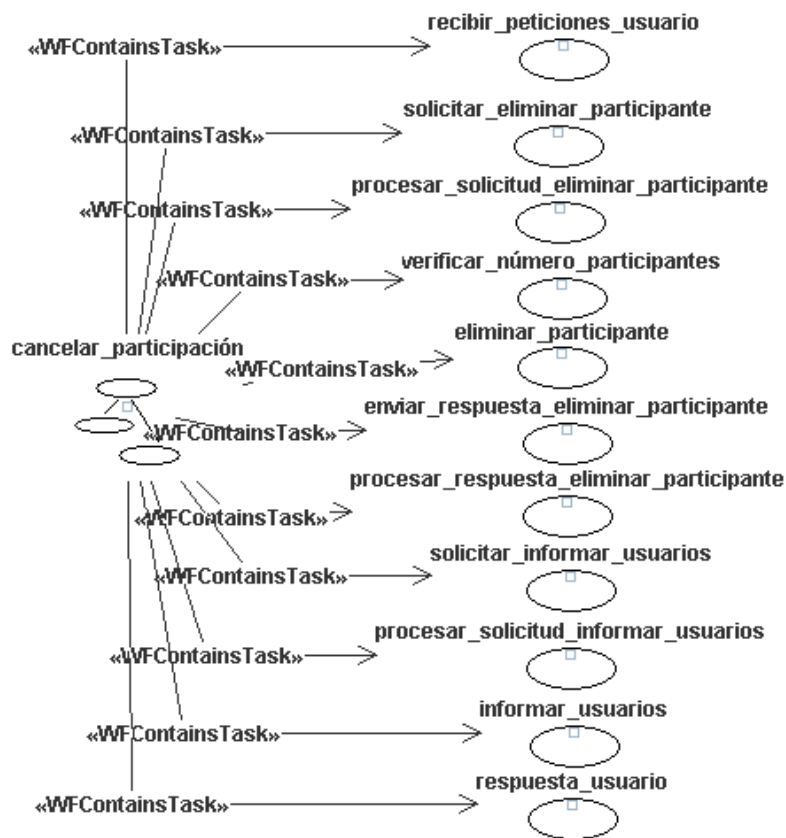 recibir_peticiones_usuario
«WFContainsTask»
solicitar_eliminar_participante
«WFContainsTask»
procesar_solicitud_eliminar_participante
«WFContainsTask»
verificar_número_participantes
«WFContainsTask»
eliminar_participante
cancelar_participación
«WFContainsTask»
enviar_respuesta_eliminar_participante
«WFContainsTask»
procesar_respuesta_eliminar_participante
«WFContainsTask»
solicitar_informar_usuarios
«WFContainsTask»
procesar_solicitud_informar_usuarios
«WFContainsTask»
informar_usuarios
«WFContainsTask»
respuesta_usuario
«WFContainsTask»